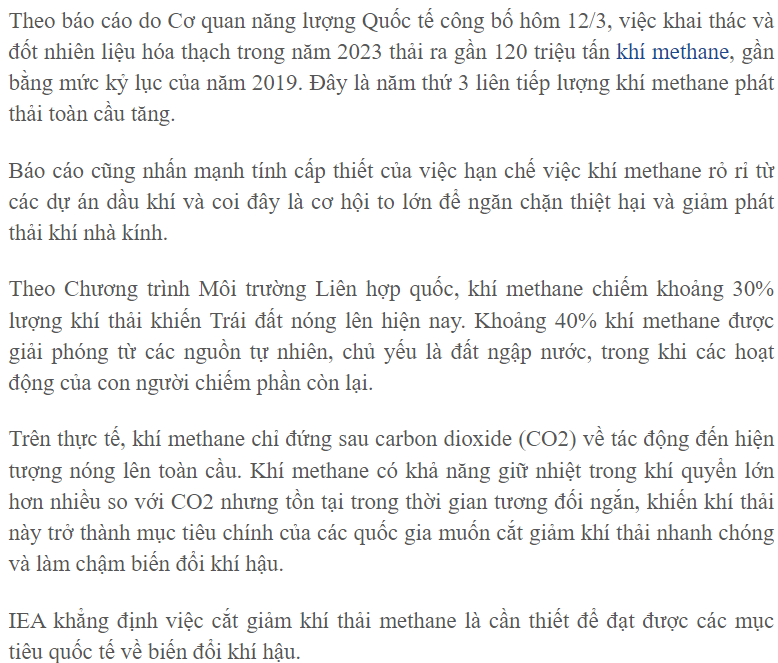 Theo báo cáo do Cơ quan năng lượng Quốc tế công bố hôm 12/3, việc khai thác và
đốt nhiên liệu hóa thạch trong năm 2023 thải ra gần 120 triệu tấn khí methane, gần
bằng mức kỷ lục của năm 2019. Đây là năm thứ 3 liên tiếp lượng khí methane phát
thải toàn cầu tăng.
Báo cáo cũng nhấn mạnh tính cấp thiết của việc hạn chế việc khí methane rỏ rỉ từ
các dự án dầu khí và coi đây là cơ hội to lớn để ngăn chặn thiệt hại và giảm phát
thải khí nhà kính.
Theo Chương trình Môi trường Liên hợp quốc, khí methane chiếm khoảng 30%
lượng khí thải khiến Trái đất nóng lên hiện nay. Khoảng 40% khí methane được
giải phóng từ các nguồn tự nhiên, chủ yếu là đất ngập nước, trong khi các hoạt
động của con người chiếm phần còn lại.
Trên thực tế, khí methane chỉ đứng sau carbon dioxide (CO2) về tác động đến hiện
tượng nóng lên toàn cầu. Khí methane có khả năng giữ nhiệt trong khí quyển lớn
hơn nhiều so với CO2 nhưng tồn tại trong thời gian tương đối ngắn, khiến khí thải
này trở thành mục tiêu chính của các quốc gia muốn cắt giảm khí thải nhanh chóng
và làm chậm biến đổi khí hậu.
IEA khẳng định việc cắt giảm khí thải methane là cần thiết để đạt được các mục
tiêu quốc tế về biến đổi khí hậu.